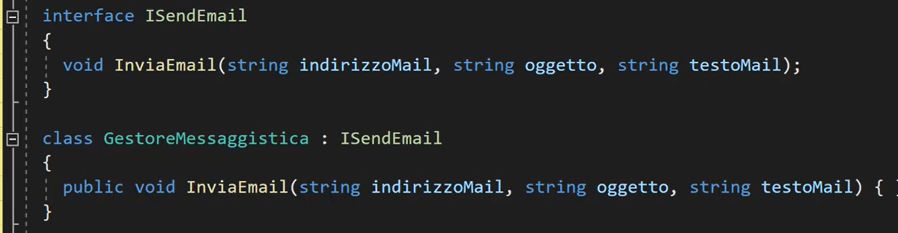 interface ISendEmail
{
void InviaEmail(string indirizzoMail, string oggetto, string testoMail);
}
class GestoreMessaggistica : ISendEmail
{
public void InviaEmail(string indirizzoMail, string oggetto, string testoMail) { }
}